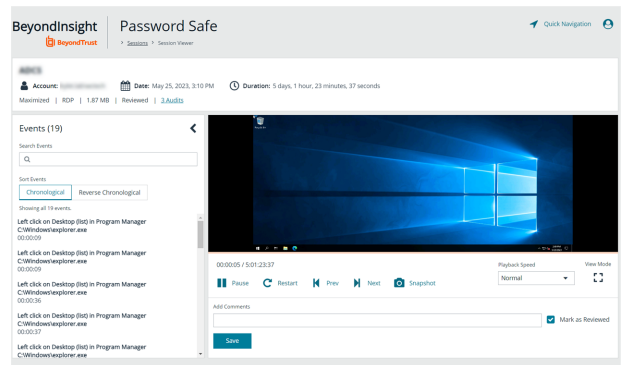 BeyondInsight
BeyondTrust
Password Safe
> Sessions > Session Viewer
Quick Navigation
Account:
Date: May 25, 2023, 3:10 PM
Duration: 5 days, 1 hour, 23 minutes, 37 seconds
Maximized | RDP | 1.87 MB | Reviewed | 3 Audits
Events (19)
Search Events
Sort Events
Chronological
Reverse Chronological
Showing all 19 events.
Left click on Desktop (list) in Program Manager
C:\Windows\explorer.exe
00:00:09
Left click on Desktop (list) in Program Manager
C:\Windows\explorer.exe
00:00:09
Left click on Desktop (list) in Program Manager
C:\Windows\explorer.exe
00:00:36
Left click on Desktop (list) in Program Manager
C:\Windows\explorer.exe
00:00:37
Left click on Desktop (list) in Program Manager
C:\Windows\explorer.exe
00:00:05 / 5:01:23:37
Pause
Restart
Prev
Next
Snapshot
Playback Speed
Normal
View Mode
Add Comments
Mark as Reviewed
Save